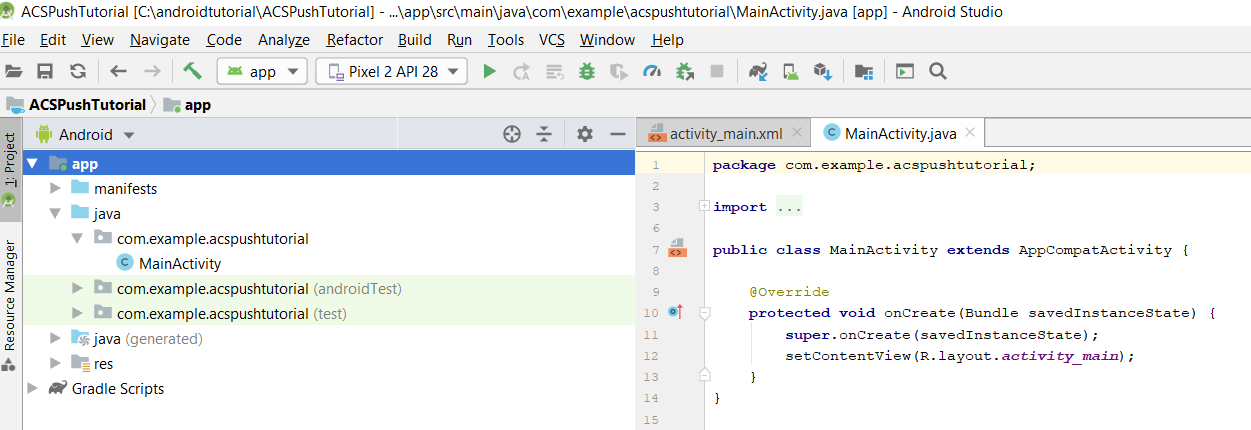 ACSPushTutorial [C:\androidtutorial\ACSPushTutorial] - ...\app\src\main\java\com\example\acspushtutorial\MainActivity.java [app] - Android Studio
File Edit View Navigate Code Analyze Refactor Build Run Tools VCS Window Help
app Pixel 2 API 28
ACSPushTutorial app
1: Project
Resource Manager
Android
app
manifests
java
com.example.acspushtutorial
MainActivity
com.example.acspushtutorial (androidTest)
com.example.acspushtutorial (test)
java (generated)
res
Gradle Scripts
activity_main.xml MainActivity.java
1 package com.example.acspushtutorial;
2
3 import ...
6
7 public class MainActivity extends AppCompatActivity {
8
9 @Override
10 protected void onCreate(Bundle savedInstanceState) {
11 super.onCreate(savedInstanceState);
12 setContentView(R.layout.activity_main);
13 }
14 }
15